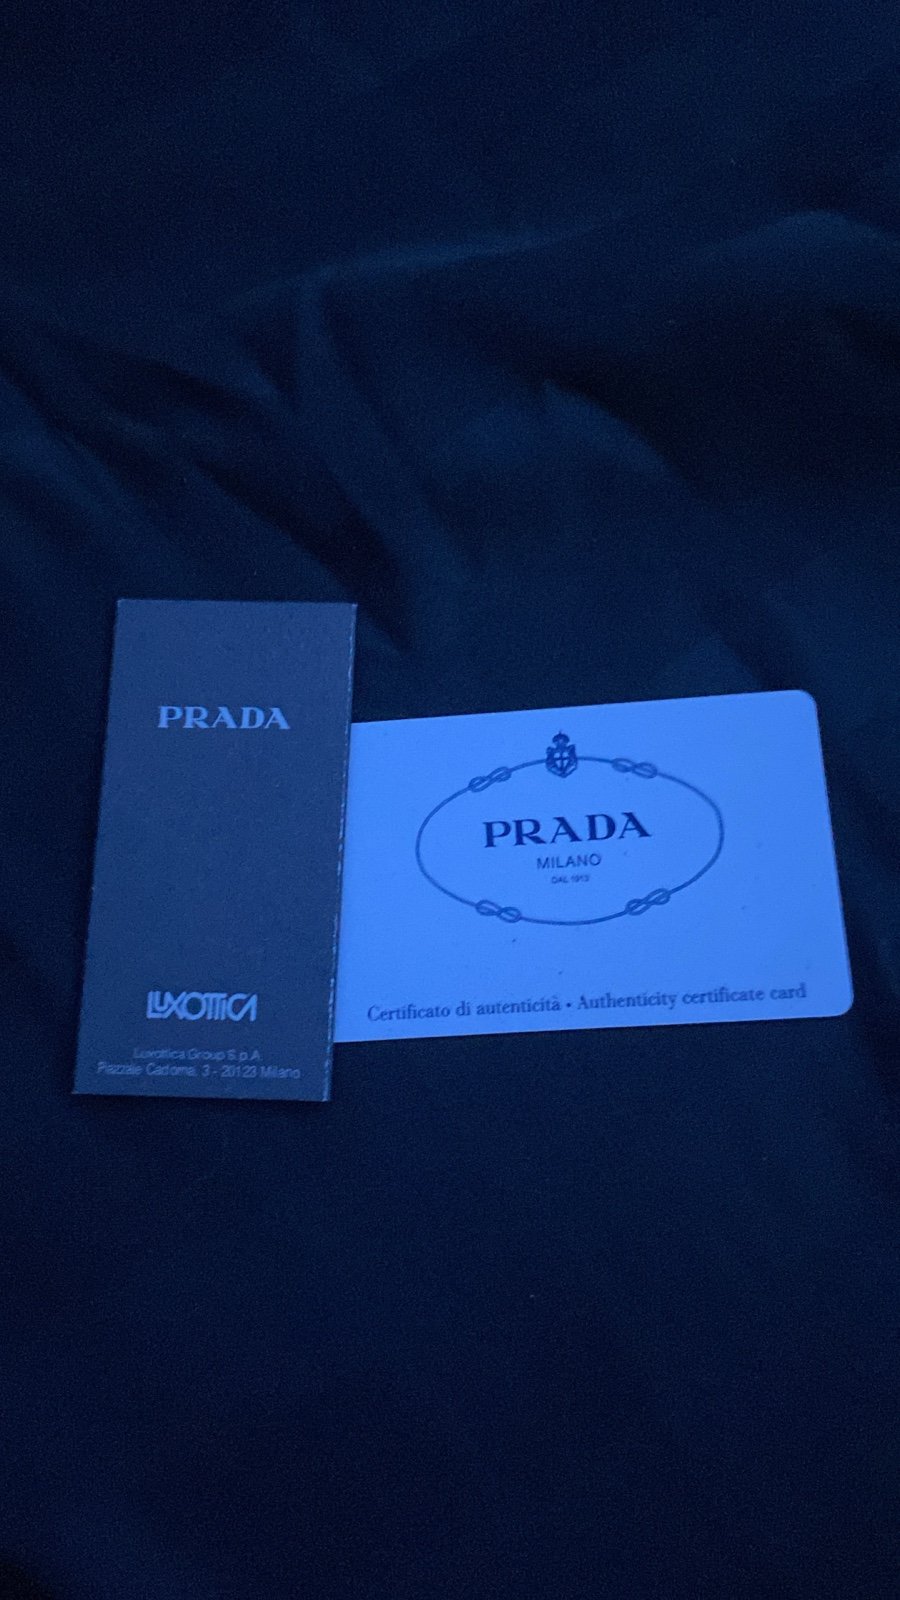 PRADA
LUXOTTICA
Luxottica Group S.p.A.
Piazzale Cadorna, 3 - 20123 Milano
PRADA
MILANO
DAL 1913
Certificato di autenticità • Authenticity certificate card